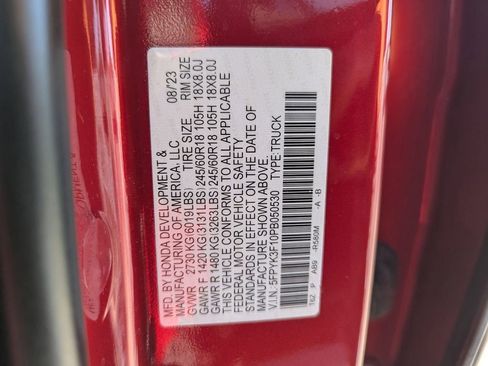 MFD. BY HONDA DEVELOPMENT & 08/23
MANUFACTURING OF AMERICA, LLC
GVWR 2730 KG(6019LBS) TIRE SIZE RIM SIZE
GAWR F 1420 KG(3131LBS) 245/60R18 105H 18X8.0J
GAWR R 1480 KG(3263LBS) 245/60R18 105H 18X8.0J
THIS VEHICLE CONFORMS TO ALL APPLICABLE
FEDERAL MOTOR VEHICLE SAFETY
STANDARDS IN EFFECT ON THE DATE OF
MANUFACTURE SHOWN ABOVE.
V.I.N.: 5FPYK3F10PB050530 TYPE:TRUCK
162 P AB9 -R580M -A -B